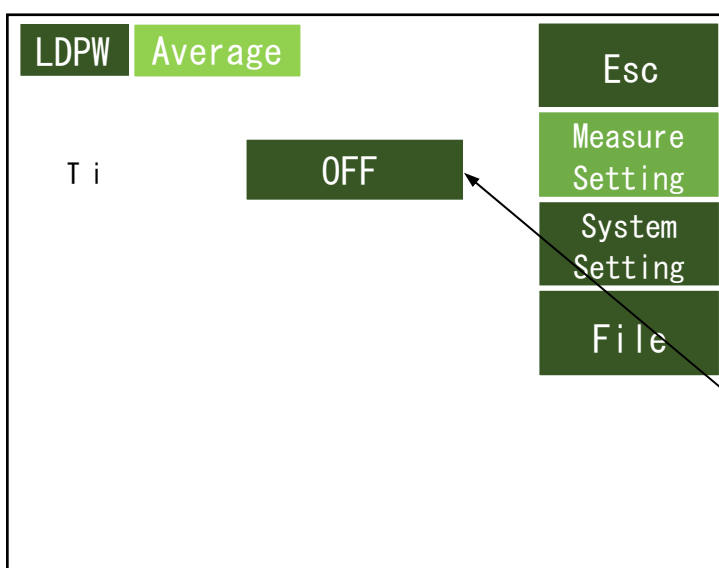 LDPW Average
Esc
Measure
Setting
Ti OFF
System
Setting
File